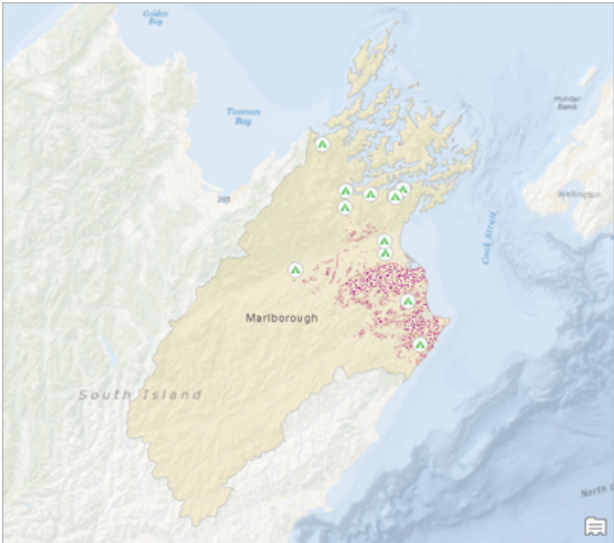 Golden
Bay
Tasman
Bay
Hunter
Bank
Wellington
Cook Strait
Marlborough
South Island
North